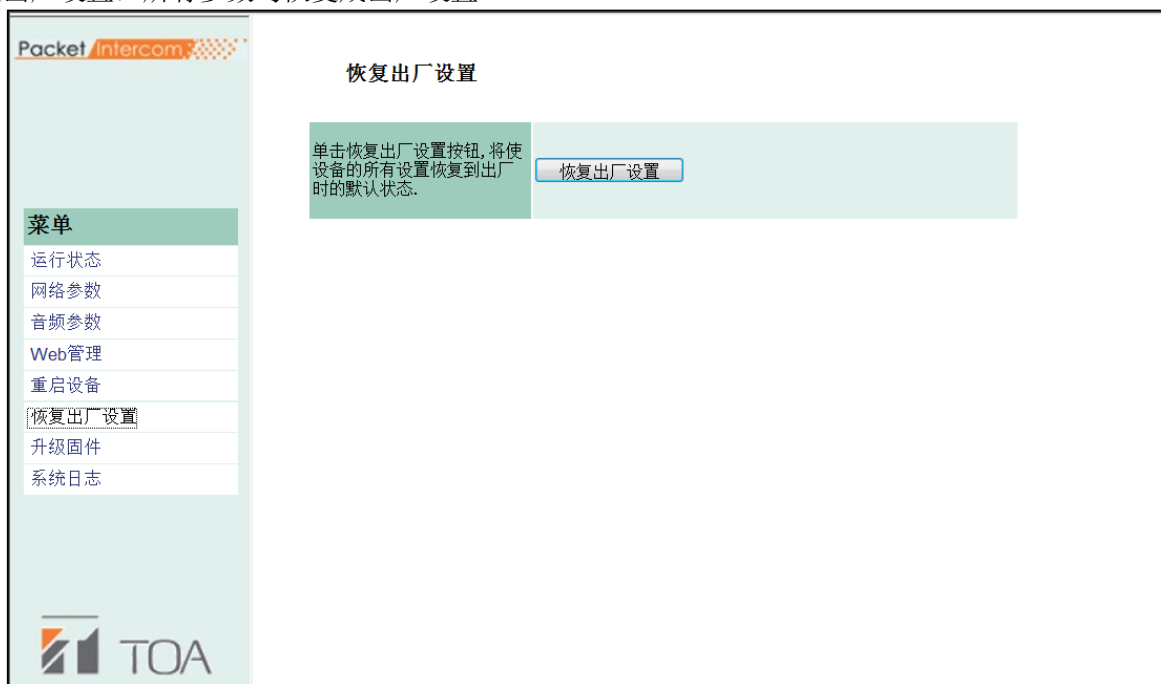 Packet Intercom
恢复出厂设置
单击恢复出厂设置按钮,将使
设备的所有设置恢复到出厂
时的默认状态.
恢复出厂设置
菜单
运行状态
网络参数
音频参数
Web管理
重启设备
恢复出厂设置
升级固件
系统日志
TOA